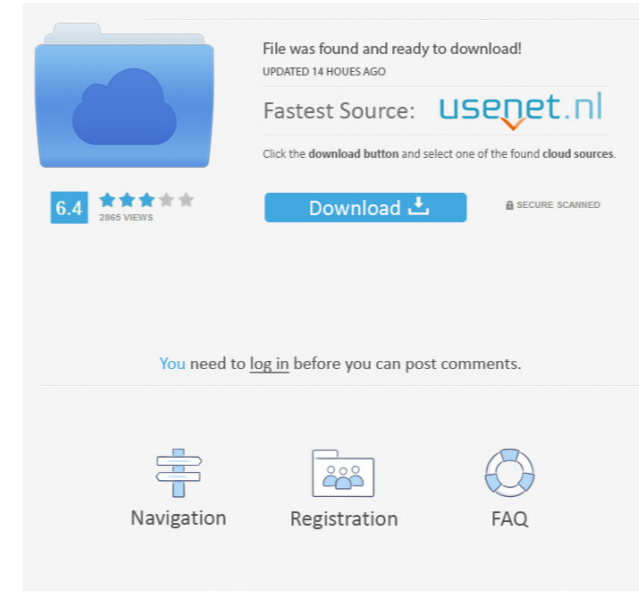 File was found and ready to download!
UPDATED 14 HOUES AGO
Fastest Source: usenet.nl
Click the download button and select one of the found cloud sources.
6.4
2865 VIEWS
Download
SECURE SCANNED
You need to log in before you can post comments.
Navigation
Registration
FAQ